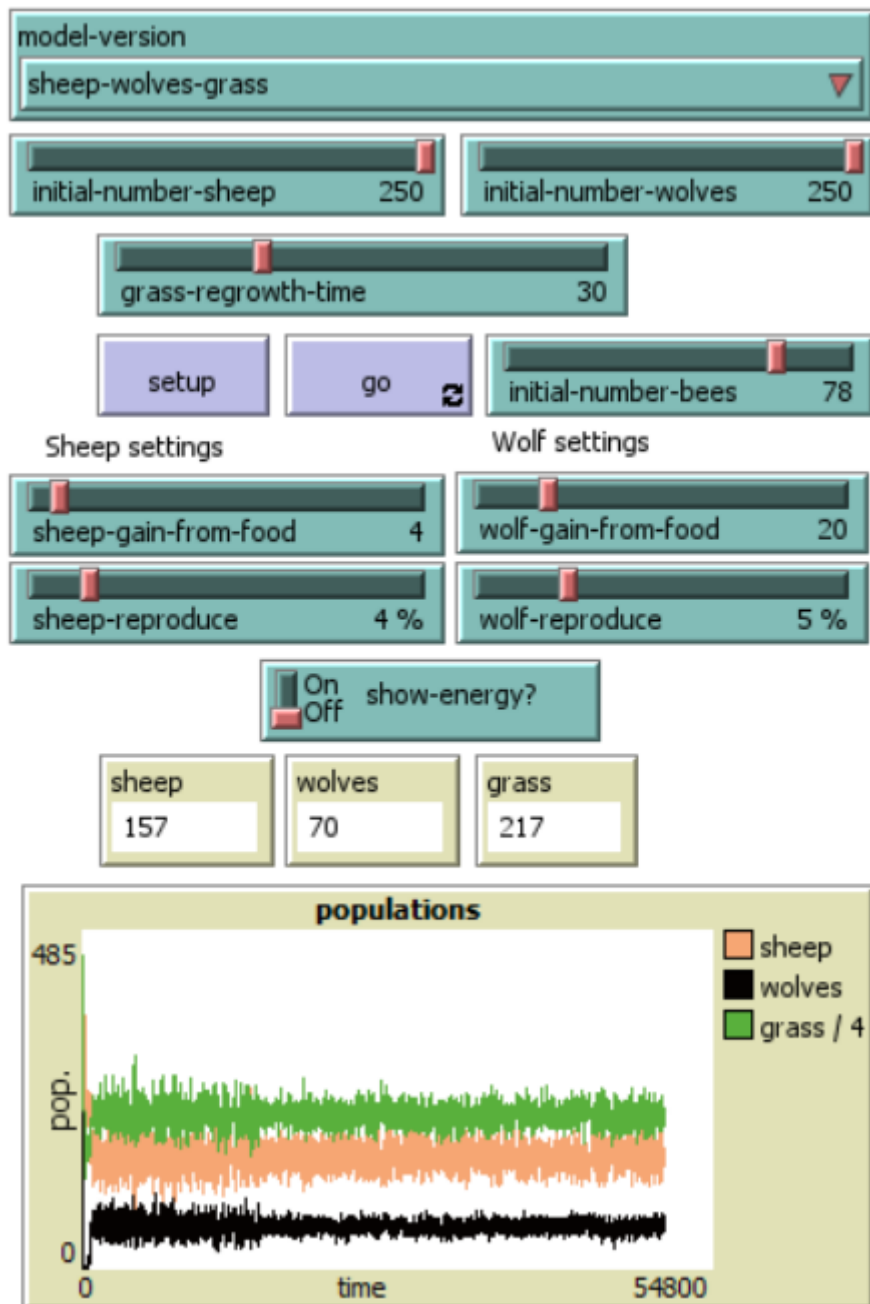 model-version
sheep-wolves-grass
initial-number-sheep 250
initial-number-wolves 250
grass-regrowth-time 30
setup
go
initial-number-bees 78
Sheep settings
Wolf settings
sheep-gain-from-food 4
wolf-gain-from-food 20
sheep-reproduce 4 %
wolf-reproduce 5 %
On
Off
show-energy?
sheep
157
wolves
70
grass
217
populations
485
pop.
0
0
time
54800
sheep
wolves
grass / 4